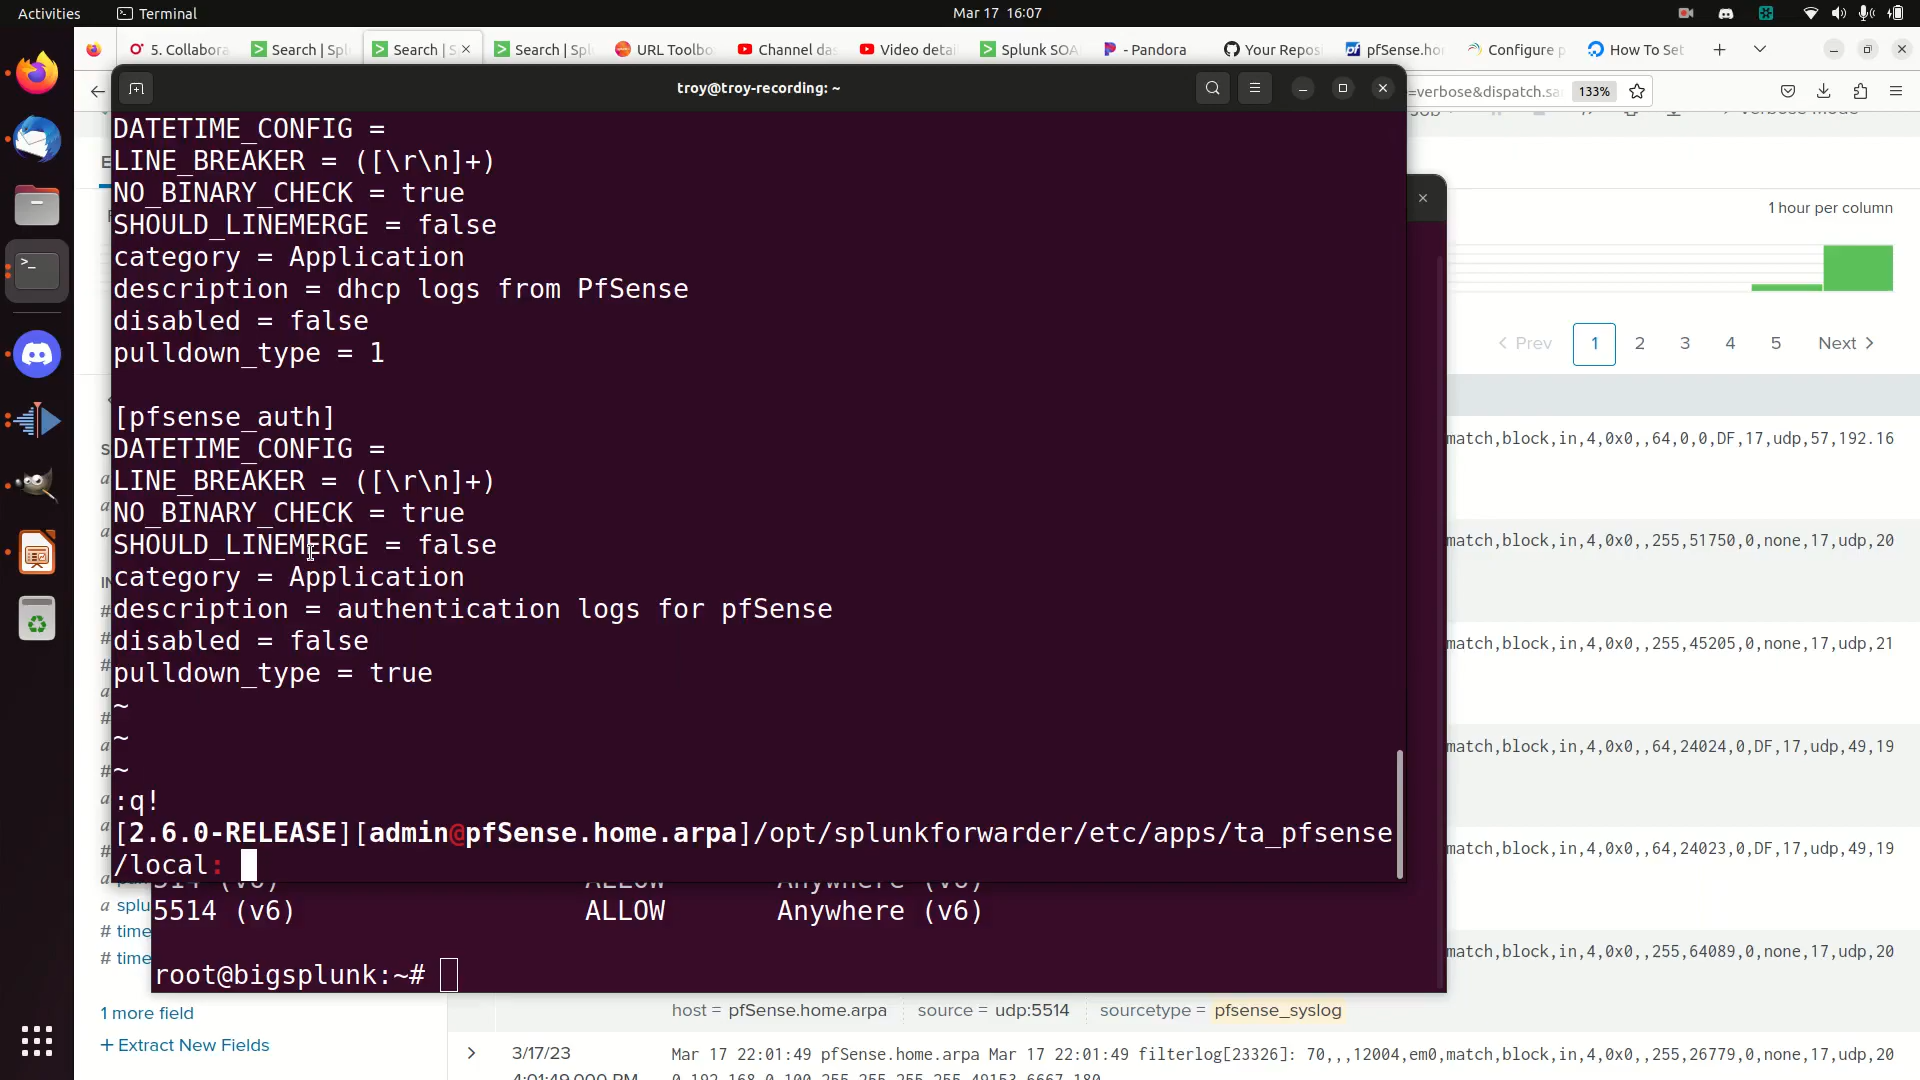 Activities
Terminal
Mar 17 16:07
5. Collabora
Search | Spl
Search | S
Search | Spl
URL Toolbo
Channel das
Video detai
Splunk SOA
- Pandora
Your Repos
pfSense.ho
Configure p
How To Set
troy@troy-recording: ~
=verbose&dispatch.sa
133%
DATETIME_CONFIG =
LINE_BREAKER = ([\r\n]+)
NO_BINARY_CHECK = true
SHOULD_LINEMERGE = false
category = Application
description = dhcp logs from PfSense
disabled = false
pulldown_type = 1
[pfsense_auth]
DATETIME_CONFIG =
LINE_BREAKER = ([\r\n]+)
NO_BINARY_CHECK = true
SHOULD_LINEMERGE = false
category = Application
description = authentication logs for pfSense
disabled = false
pulldown_type = true
~
~
~
:q!
[2.6.0-RELEASE][admin@pfSense.home.arpa]/opt/splunkforwarder/etc/apps/ta_pfsense
/local:
5514 (v6) ALLOW Anywhere (v6)
root@bigsplunk:~#
1 hour per column
Prev 1 2 3 4 5 Next
match,block,in,4,0x0,,64,0,0,DF,17,udp,57,192.16
match,block,in,4,0x0,,255,51750,0,none,17,udp,20
match,block,in,4,0x0,,255,45205,0,none,17,udp,21
match,block,in,4,0x0,,64,24024,0,DF,17,udp,49,19
match,block,in,4,0x0,,64,24023,0,DF,17,udp,49,19
match,block,in,4,0x0,,255,64089,0,none,17,udp,20
a splu
# time
# time
1 more field
+ Extract New Fields
host = pfSense.home.arpa source = udp:5514 sourcetype = pfsense_syslog
3/17/23 Mar 17 22:01:49 pfSense.home.arpa Mar 17 22:01:49 filterlog[23326]: 70,,,12004,em0,match,block,in,4,0x0,,255,26779,0,none,17,udp,20